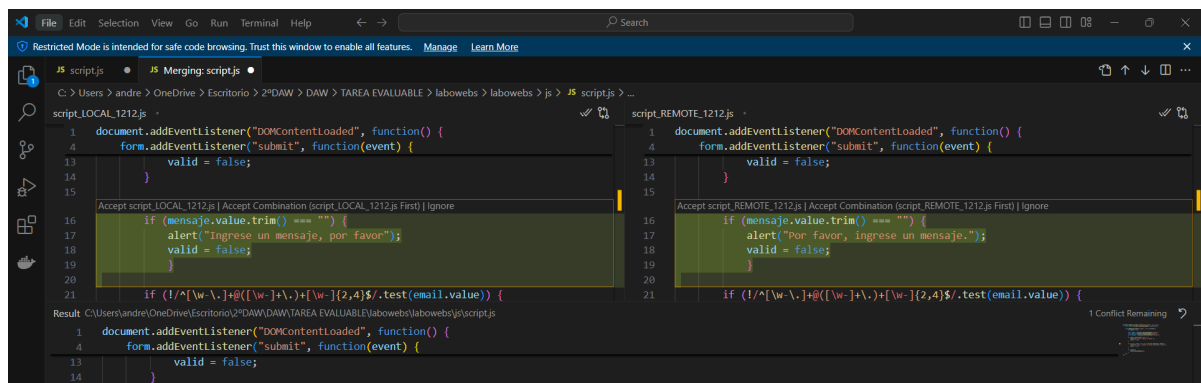 File Edit Selection View Go Run Terminal Help Search
Restricted Mode is intended for safe code browsing. Trust this window to enable all features. Manage Learn More
JS script.js JS Merging: script.js
C: > Users > andre > OneDrive > Escritorio > 2ºDAW > DAW > TAREA EVALUABLE > labowebs > labowebs > js > JS script.js > ...
script_LOCAL_1212.js
1 document.addEventListener("DOMContentLoaded", function() {
4 form.addEventListener("submit", function(event) {
13 valid = false;
14 }
15
Accept script_LOCAL_1212.js | Accept Combination (script_LOCAL_1212.js First) | Ignore
16 if (mensaje.value.trim() === "") {
17 alert("Ingrese un mensaje, por favor");
18 valid = false;
19 }
20
21 if (!/^[\w-\.]+@([\w-]+\.)+[\w-]{2,4}$/.test(email.value)) {
script_REMOTE_1212.js
1 document.addEventListener("DOMContentLoaded", function() {
4 form.addEventListener("submit", function(event) {
13 valid = false;
14 }
15
Accept script_REMOTE_1212.js | Accept Combination (script_REMOTE_1212.js First) | Ignore
16 if (mensaje.value.trim() === "") {
17 alert("Por favor, ingrese un mensaje.");
18 valid = false;
19 }
20
21 if (!/^[\w-\.]+@([\w-]+\.)+[\w-]{2,4}$/.test(email.value)) {
Result C:\Users\andre\OneDrive\Escritorio\2ºDAW\DAW\TAREA EVALUABLE\labowebs\labowebs\js\script.js 1 Conflict Remaining
1 document.addEventListener("DOMContentLoaded", function() {
4 form.addEventListener("submit", function(event) {
13 valid = false;
14 }